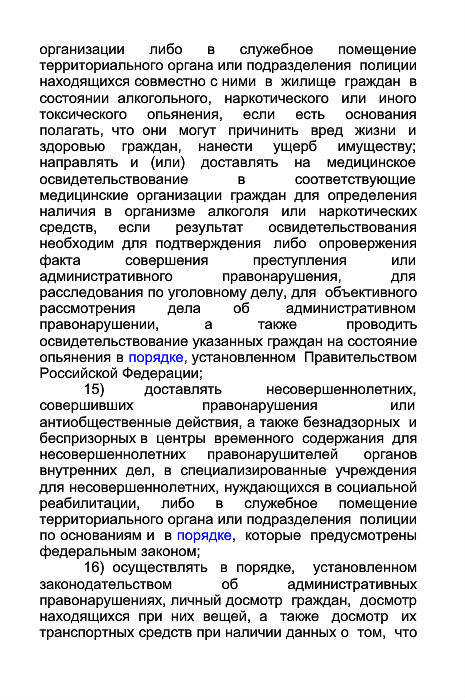 организации либо в служебное помещение
территориального органа или подразделения полиции
находящихся совместно с ними в жилище граждан в
состоянии алкогольного, наркотического или иного
токсического опьянения, если есть основания
полагать, что они могут причинить вред жизни и
здоровью граждан, нанести ущерб имуществу;
направлять и (или) доставлять на медицинское
освидетельствование в соответствующие
медицинские организации граждан для определения
наличия в организме алкоголя или наркотических
средств, если результат освидетельствования
необходим для подтверждения либо опровержения
факта совершения преступления или
административного правонарушения, для
расследования по уголовному делу, для объективного
рассмотрения дела об административном
правонарушении, а также проводить
освидетельствование указанных граждан на состояние
опьянения в порядке, установленном Правительством
Российской Федерации;
15) доставлять несовершеннолетних,
совершивших правонарушения или
антиобщественные действия, а также безнадзорных и
беспризорных в центры временного содержания для
несовершеннолетних правонарушителей органов
внутренних дел, в специализированные учреждения
для несовершеннолетних, нуждающихся в социальной
реабилитации, либо в служебное помещение
территориального органа или подразделения полиции
по основаниям и в порядке, которые предусмотрены
федеральным законом;
16) осуществлять в порядке, установленном
законодательством об административных
правонарушениях, личный досмотр граждан, досмотр
находящихся при них вещей, а также досмотр их
транспортных средств при наличии данных о том, что